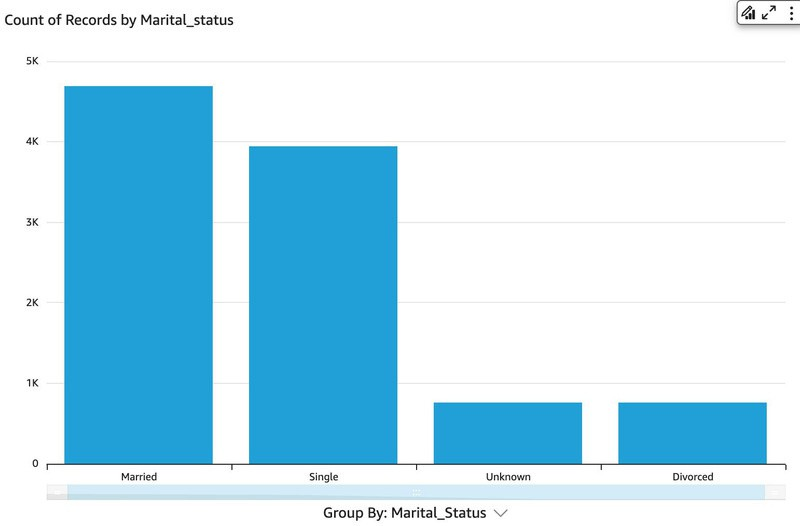 Count of Records by Marital_status
5K
4K
3K
2K
1K
0
Married Single Unknown Divorced
Group By: Marital_Status